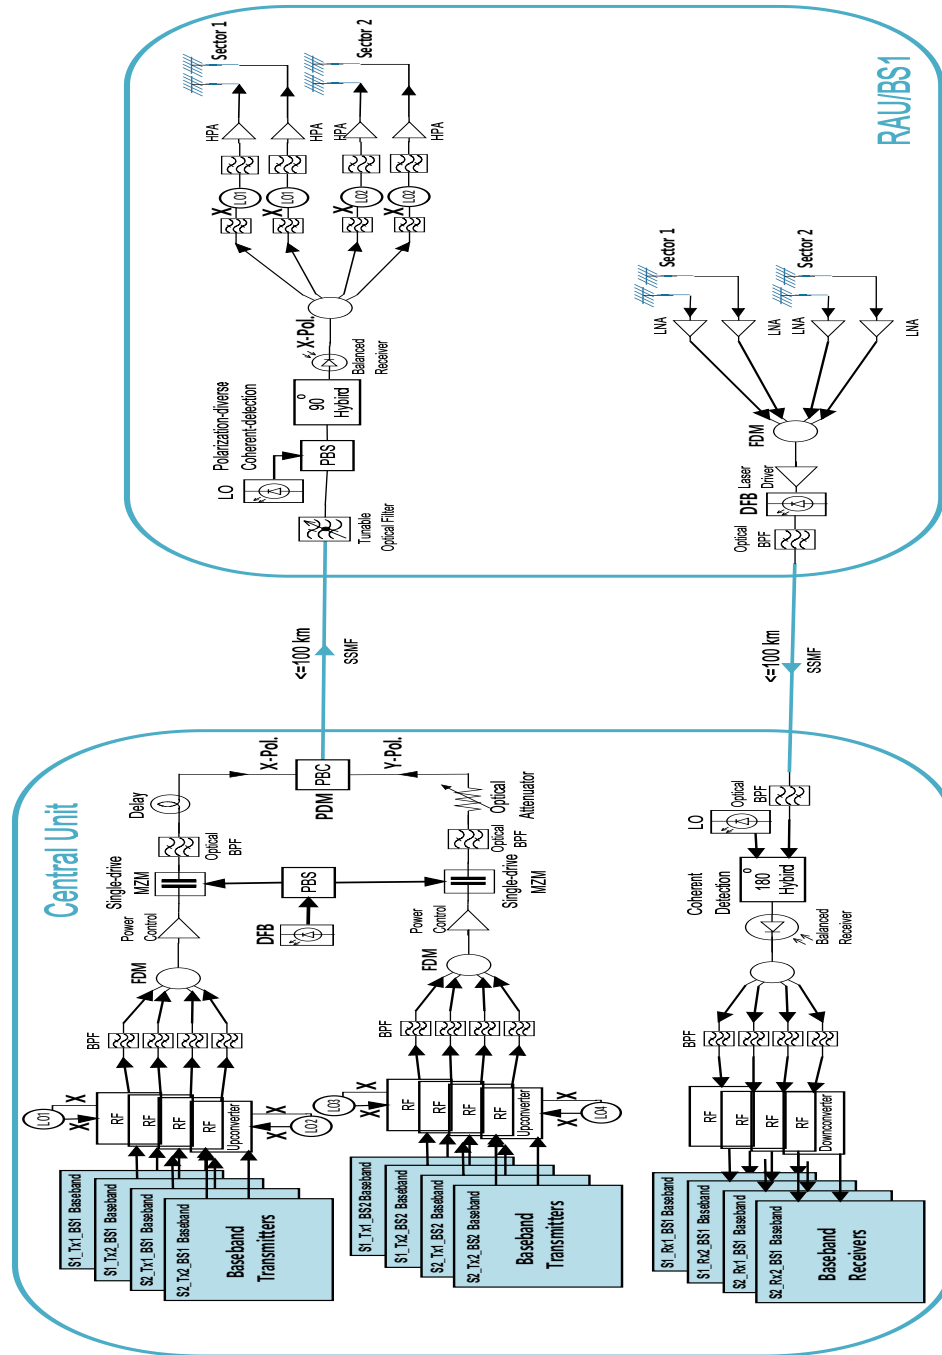 Central Unit
S1_Tx1_BS1 Baseband
S1_Tx2_BS1 Baseband
S2_Tx1_BS1 Baseband
S2_Tx2_BS1 Baseband
Baseband
Transmitters
LO1
X
X
RF
RF
RF
RF
Upconverter
X
X
LO2
BPF
FDM
Power
Control
Single-drive
MZM
Optical
BPF
Delay
X-Pol.
DFB
PBS
PDM
PBC
Y-Pol.
S1_Tx1_BS2 Baseband
S1_Tx2_BS2 Baseband
S2_Tx1_BS2 Baseband
S2_Tx2_BS2 Baseband
Baseband
Transmitters
LO3
X
X
RF
RF
RF
RF
Upconverter
X
X
LO4
BPF
FDM
Power
Control
Single-drive
MZM
Optical
BPF
Optical
Attenuator
S1_Rx1_BS1 Baseband
S1_Rx2_BS1 Baseband
S2_Rx1_BS1 Baseband
S2_Rx2_BS1 Baseband
Baseband
Receivers
RF
RF
RF
RF
Downconverter
BPF
Balanced
Receiver
Coherent
Detection
180 o
Hybird
LO
Optical
BPF
<=100 km
SSMF
<=100 km
SSMF
Tunable
Optical Filter
LO
Polarization-diverse
Coherent-detection
PBS
90 o
Hybird
X-Pol.
Balanced
Receiver
X
LO1
HPA
X
LO1
HPA
Sector 1
X
LO2
HPA
X
LO2
HPA
Sector 2
Optical
BPF
DFB
Laser
Driver
FDM
LNA
LNA
Sector 1
LNA
LNA
Sector 2
RAU/BS1